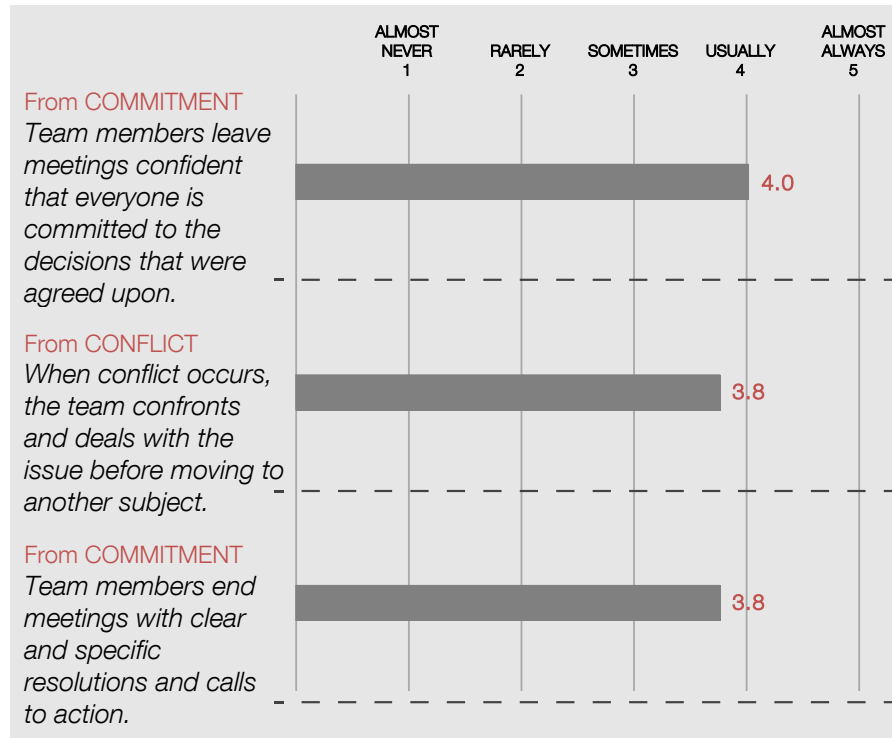 ALMOST NEVER 1
RARELY 2
SOMETIMES 3
USUALLY 4
ALMOST ALWAYS 5
From COMMITMENT
Team members leave
meetings confident
that everyone is
committed to the
decisions that were
agreed upon.
4.0
From CONFLICT
When conflict occurs,
the team confronts
and deals with the
issue before moving to
another subject.
3.8
From COMMITMENT
Team members end
meetings with clear
and specific
resolutions and calls
to action.
3.8